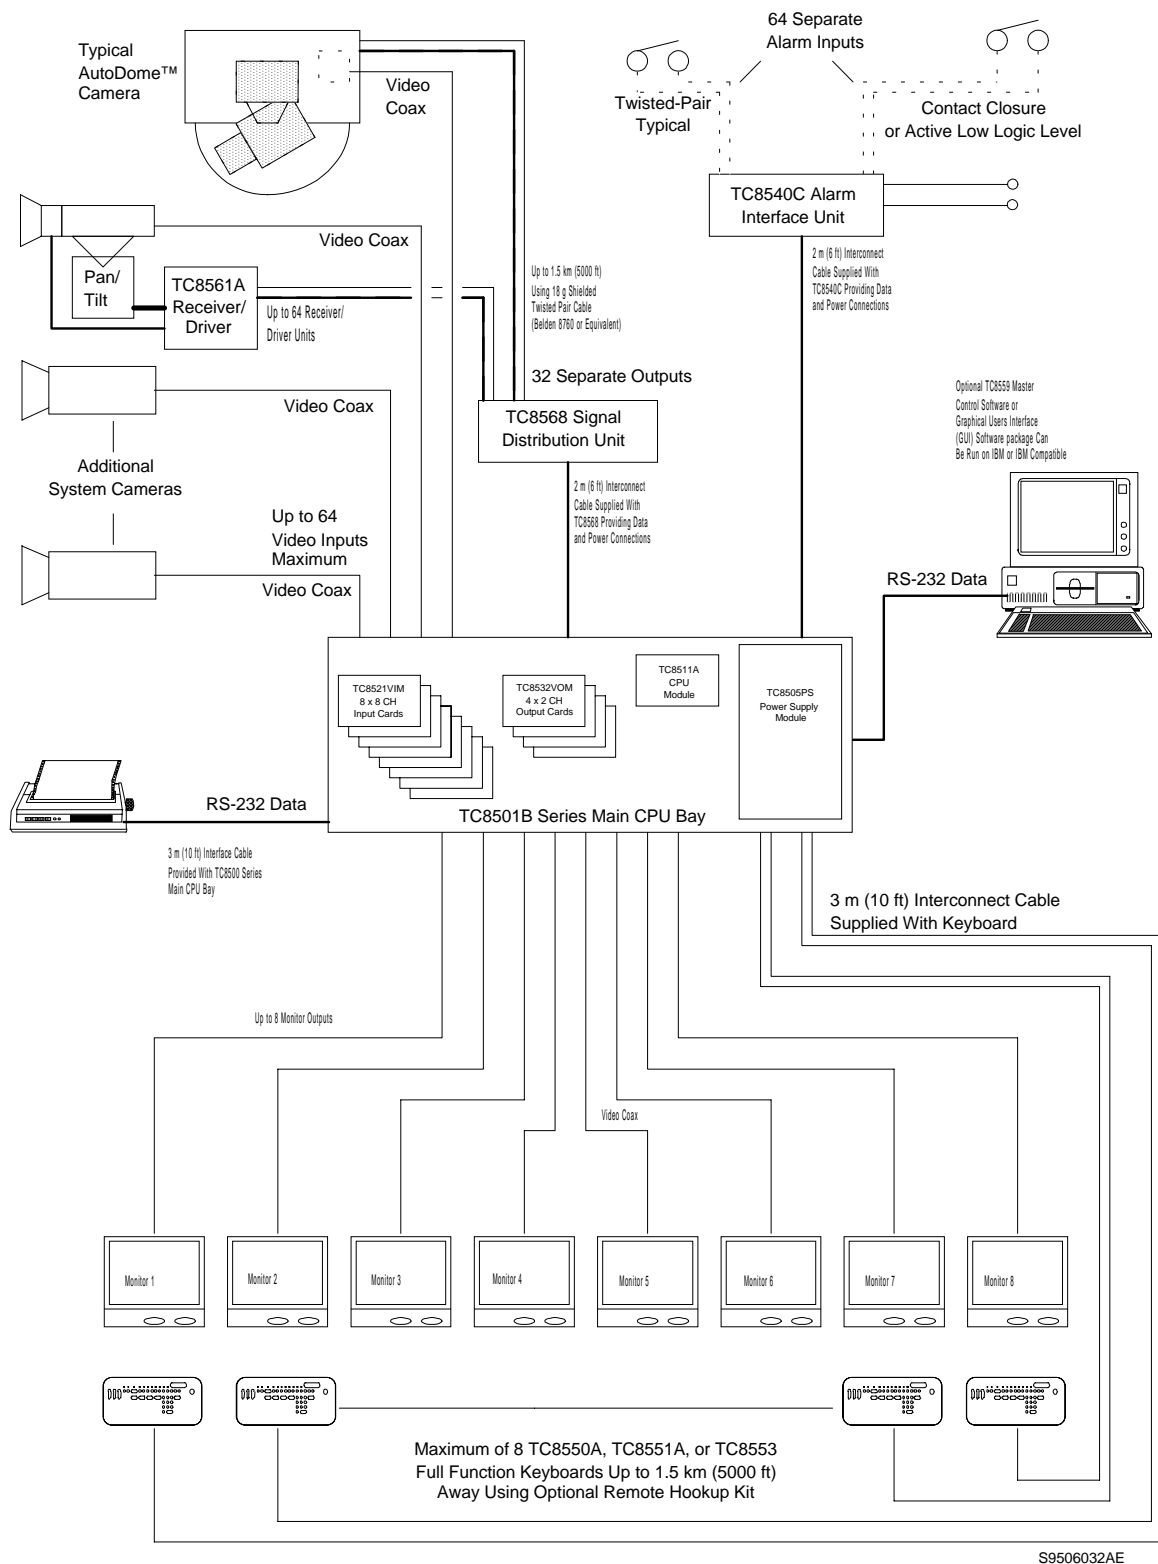 64 Separate
Alarm Inputs
Typical
AutoDome™
Camera
Video
Coax
Twisted-Pair
Typical
Contact Closure
or Active Low Logic Level
TC8540C Alarm
Interface Unit
Video Coax
Pan/
Tilt
TC8561A
Receiver/
Driver
Up to 64 Receiver/
Driver Units
Up to 1.5 km (5000 ft)
Using 18 g Shielded
Twisted Pair Cable
(Belden 8760 or Equivalent)
2 m (6 ft) Interconnect
Cable Supplied With
TC8540C Providing Data
and Power Connections
32 Separate Outputs
Video Coax
TC8568 Signal
Distribution Unit
Optional TC8559 Master
Control Software or
Graphical Users Interface
(GUI) Software package Can
Be Run on IBM or IBM Compatible
Additional
System Cameras
2 m (6 ft) Interconnect
Cable Supplied With
TC8568 Providing Data
and Power Connections
Up to 64
Video Inputs
Maximum
Video Coax
RS-232 Data
TC8521VIM
8 x 8 CH
Input Cards
TC8532VOM
4 x 2 CH
Output Cards
TC8511A
CPU
Module
TC8505PS
Power Supply
Module
RS-232 Data
TC8501B Series Main CPU Bay
3 m (10 ft) Interface Cable
Provided With TC8500 Series
Main CPU Bay
3 m (10 ft) Interconnect Cable
Supplied With Keyboard
Up to 8 Monitor Outputs
Video Coax
Monitor 1
Monitor 2
Monitor 3
Monitor 4
Monitor 5
Monitor 6
Monitor 7
Monitor 8
Maximum of 8 TC8550A, TC8551A, or TC8553
Full Function Keyboards Up to 1.5 km (5000 ft)
Away Using Optional Remote Hookup Kit
S9506032AE